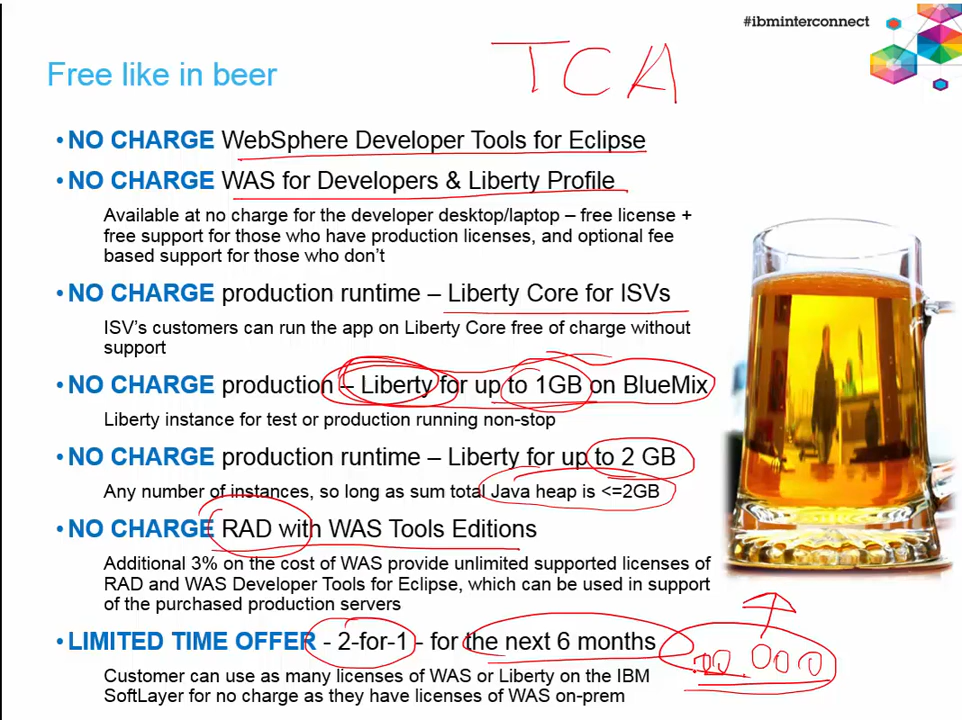 #ibminterconnect
TCA
Free like in beer
•NO CHARGE WebSphere Developer Tools for Eclipse
•NO CHARGE WAS for Developers & Liberty Profile
Available at no charge for the developer desktop/laptop – free license +
free support for those who have production licenses, and optional fee
based support for those who don't
•NO CHARGE production runtime – Liberty Core for ISVs
ISV's customers can run the app on Liberty Core free of charge without
support
•NO CHARGE production – Liberty for up to 1GB on BlueMix
Liberty instance for test or production running non-stop
•NO CHARGE production runtime – Liberty for up to 2 GB
Any number of instances, so long as sum total Java heap is <=2GB
•NO CHARGE RAD with WAS Tools Editions
Additional 3% on the cost of WAS provide unlimited supported licenses of
RAD and WAS Developer Tools for Eclipse, which can be used in support
of the purchased production servers
•LIMITED TIME OFFER - 2-for-1 - for the next 6 months
Customer can use as many licenses of WAS or Liberty on the IBM
SoftLayer for no charge as they have licenses of WAS on-prem